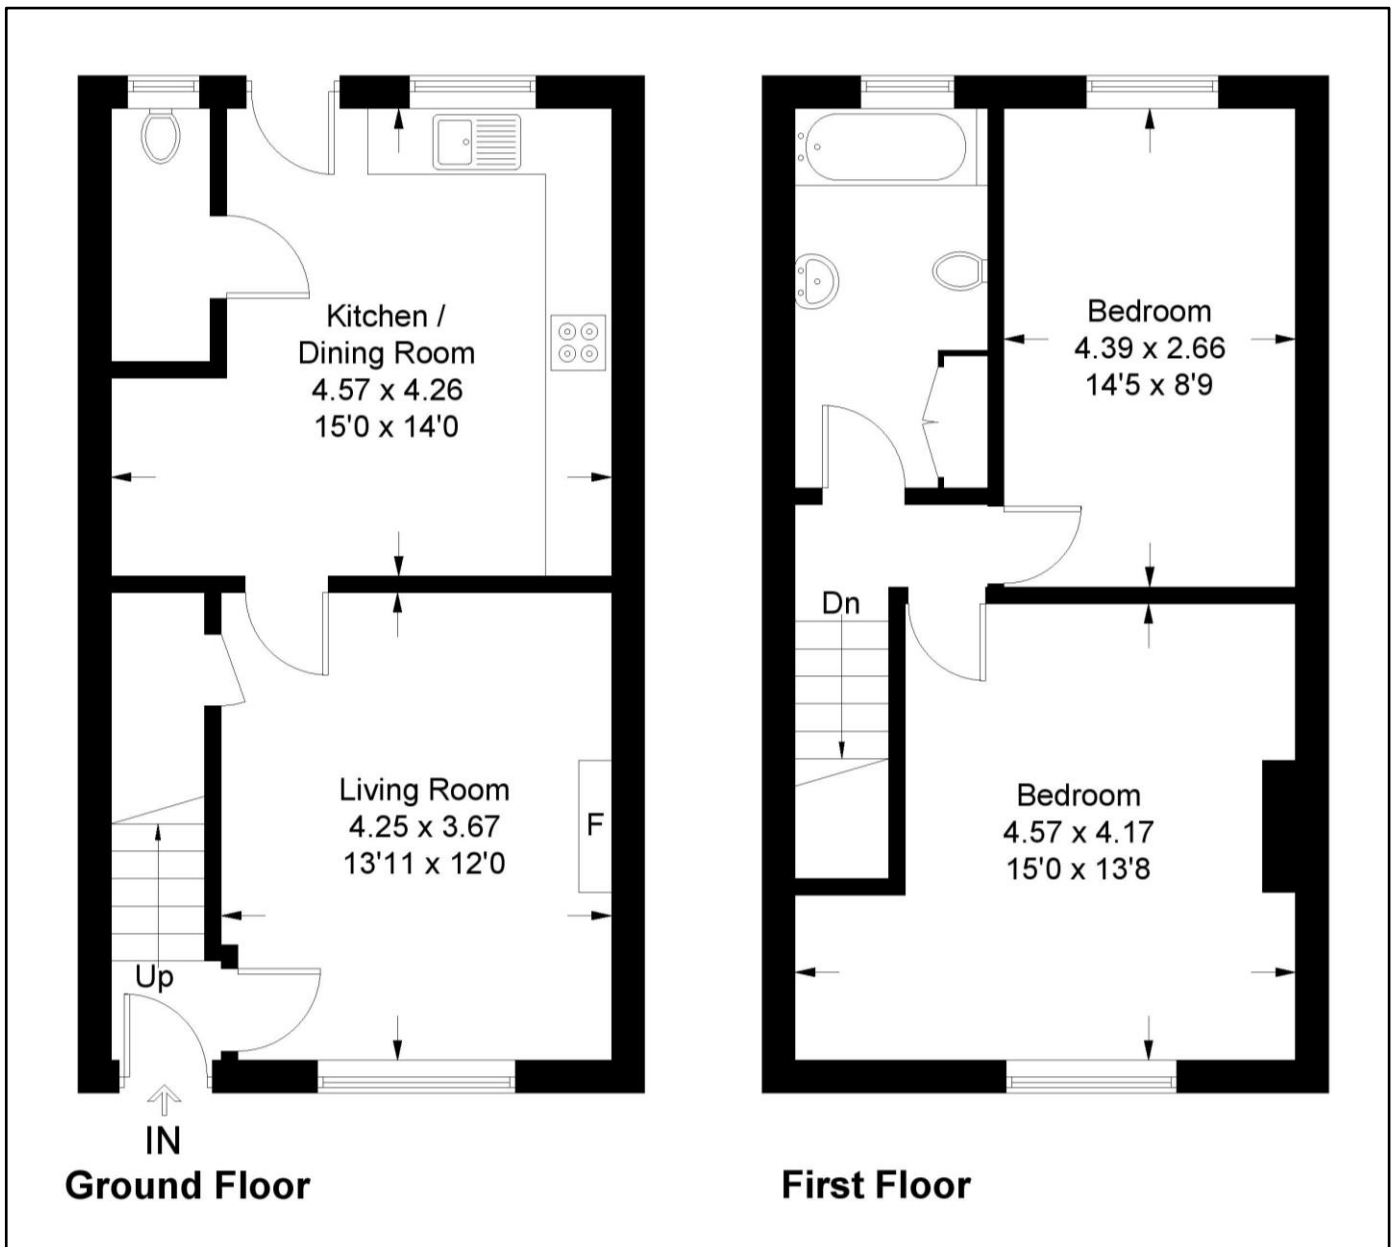 Kitchen /
Dining Room
4.57 x 4.26
15'0 x 14'0
Living Room
4.25 x 3.67
13'11 x 12'0
F
Up
IN
Ground Floor
Bedroom
4.39 x 2.66
14'5 x 8'9
Dn
Bedroom
4.57 x 4.17
15'0 x 13'8
First Floor